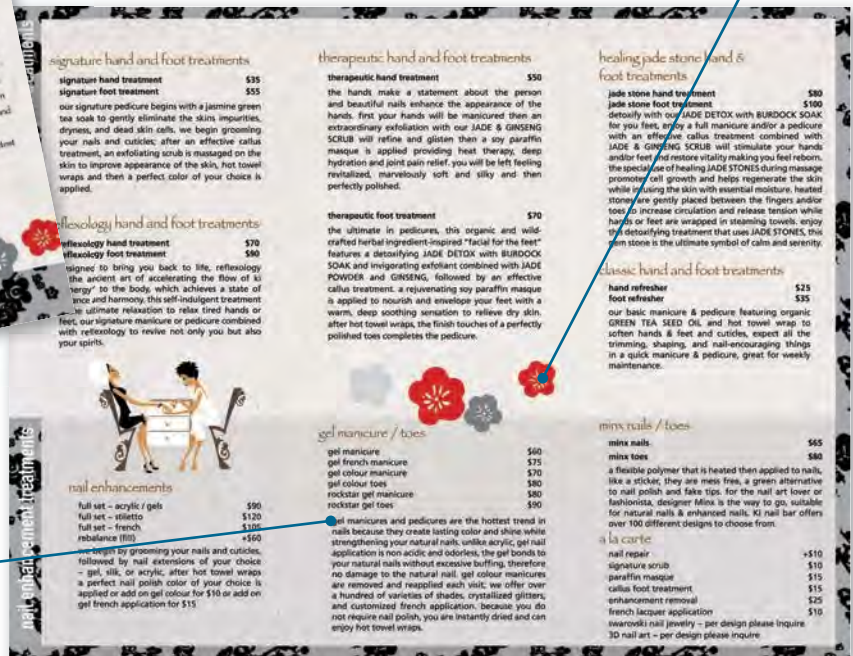 signature hand and foot treatments
signature hand treatment $35
signature foot treatment $55
our signature pedicure begins with a jasmine green
tea soak to gently eliminate the skins impurities,
dryness, and dead skin cells. we begin grooming
your nails and cuticles; after an effective callus
treatment, an exfoliating scrub is massaged on the
skin to improve appearance of the skin, hot towel
wraps and then a perfect color of your choice is
applied.
reflexology hand and foot treatments
reflexology hand treatment $70
reflexology foot treatment $90
designed to bring you back to life, reflexology
the ancient art of accelerating the flow of ki
energy" to the body, which achieves a state of
and harmony. this self-indulgent treatment
ultimate relaxation to relax tired hands or
feet, our signature manicure or pedicure combined
with reflexology to revive not only you but also
your spirits.
nail enhancement treatments
nail enhancements
full set – acrylic / gels $90
full set – stiletto $120
full set – french $105
rebalance (fill) +$60
we begin by grooming your nails and cuticles,
followed by nail extensions of your choice
– gel, silk, or acrylic, after hot towel wraps
a perfect nail polish color of your choice is
applied or add on gel colour for $10 or add on
gel french application for $15
therapeutic hand and foot treatments
therapeutic hand treatment $50
the hands make a statement about the person
and beautiful nails enhance the appearance of the
hands. first your hands will be manicured then an
extraordinary exfoliation with our JADE & GINSENG
SCRUB will refine and glisten then a soy paraffin
masque is applied providing heat therapy, deep
hydration and joint pain relief. you will be left feeling
revitalized, marvelously soft and silky and then
perfectly polished.
therapeutic foot treatment $70
the ultimate in pedicures, this organic and wild-
crafted herbal ingredient-inspired "facial for the feet"
features a detoxifying JADE DETOX with BURDOCK
SOAK and invigorating exfoliant combined with JADE
POWDER and GINSENG, followed by an effective
callus treatment. a rejuvenating soy paraffin masque
is applied to nourish and envelope your feet with a
warm, deep soothing sensation to relieve dry skin.
after hot towel wraps, the finish touches of a perfectly
polished toes completes the pedicure.
gel manicure / toes
gel manicure $60
gel french manicure $75
gel colour manicure $70
gel colour toes $80
rockstar gel manicure $80
rockstar gel toes $90
gel manicures and pedicures are the hottest trend in
nails because they create lasting color and shine while
strengthening your natural nails. unlike acrylic, gel nail
application is non acidic and odorless, the gel bonds to
your natural nails without excessive buffing, therefore
no damage to the natural nail. gel colour manicures
are removed and reapplied each visit, we offer over
a hundred of varieties of shades, crystallized glitters,
and customized french application. because you do
not require nail polish, you are instantly dried and can
enjoy hot towel wraps.
healing jade stone hand &
foot treatments
jade stone hand treatment $80
jade stone foot treatment $100
detoxify with our JADE DETOX with BURDOCK SOAK
for you feet, enjoy a full manicure and/or a pedicure
with an effective callus treatment combined with
JADE & GINSENG SCRUB will stimulate your hands
and/or feet and restore vitality making you feel reborn.
the special use of healing JADE STONES during massage
promotes cell growth and helps regenerate the skin
while infusing the skin with essential moisture. heated
stones are gently placed between the fingers and/or
toes to increase circulation and release tension while
hands or feet are wrapped in steaming towels. enjoy
this detoxifying treatment that uses JADE STONES, this
gem stone is the ultimate symbol of calm and serenity.
classic hand and foot treatments
hand refresher $25
foot refresher $35
our basic manicure & pedicure featuring organic
GREEN TEA SEED OIL and hot towel wrap to
soften hands & feet and cuticles, expect all the
trimming, shaping, and nail-encouraging things
in a quick manicure & pedicure, great for weekly
maintenance.
minx nails / toes
minx nails $65
minx toes $80
a flexible polymer that is heated then applied to nails,
like a sticker, they are mess free, a green alternative
to nail polish and fake tips. for the nail art lover or
fashionista, designer Minx is the way to go, suitable
for natural nails & enhanced nails. KJ nail bar offers
over 100 different designs to choose from.
a la carte
nail repair +$10
signature scrub $10
paraffin masque $15
callus foot treatment $15
enhancement removal $25
french lacquer application $10
swarovski nail jewelry – per design please inquire
3D nail art – per design please inquire